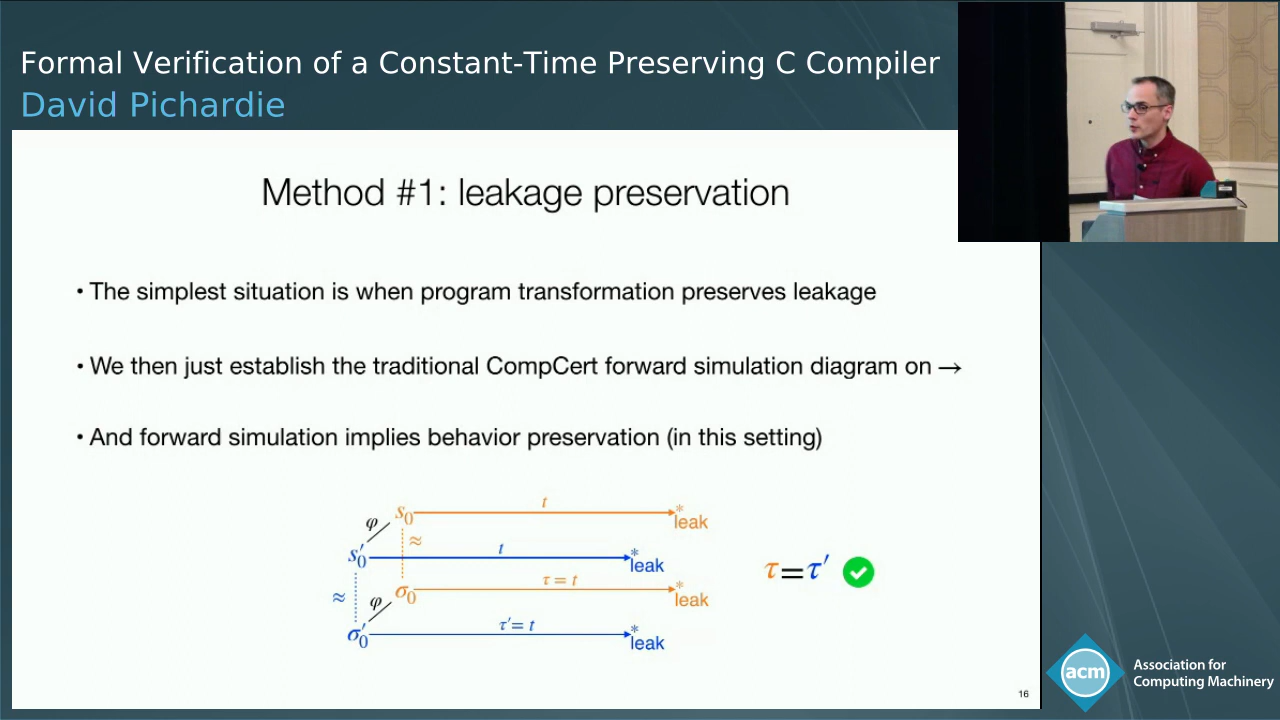 Formal Verification of a Constant-Time Preserving C Compiler
David Pichardie
Method #1: leakage preservation
• The simplest situation is when program transformation preserves leakage
• We then just establish the traditional CompCert forward simulation diagram on →
• And forward simulation implies behavior preservation (in this setting)
φ s₀ t * leak
≈
s₀′ t * leak
≈ φ σ₀ τ = t * leak
σ₀′ τ′= t * leak
τ=τ′
16
acm
Association for
Computing Machinery